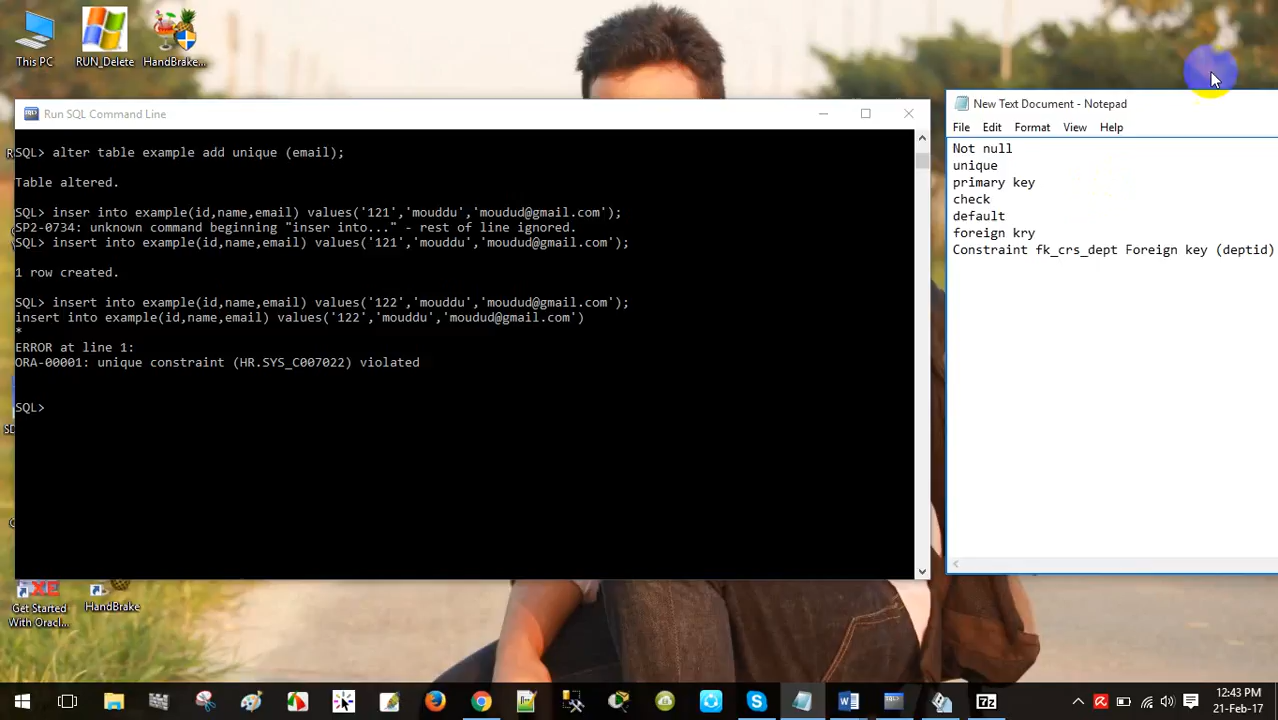 This PC
RUN_Delete
HandBrake...
Run SQL Command Line
SQL> alter table example add unique (email);
Table altered.
SQL> inser into example(id,name,email) values('121','mouddu','moudud@gmail.com');
SP2-0734: unknown command beginning "inser into..." - rest of line ignored.
SQL> insert into example(id,name,email) values('121','mouddu','moudud@gmail.com');
1 row created.
SQL> insert into example(id,name,email) values('122','mouddu','moudud@gmail.com');
insert into example(id,name,email) values('122','mouddu','moudud@gmail.com')
*
ERROR at line 1:
ORA-00001: unique constraint (HR.SYS_C007022) violated
SQL>
New Text Document - Notepad
File Edit Format View Help
Not null
unique
primary key
check
default
foreign kry
Constraint fk_crs_dept Foreign key (deptid)
Get Started
With Oracl...
HandBrake
12:43 PM
21-Feb-17